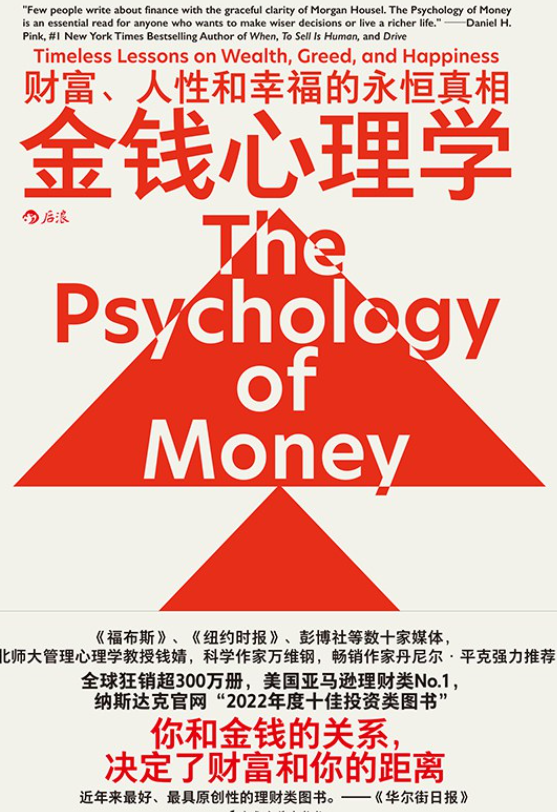 "Few people write about finance with the graceful clarity of Morgan Housel. The Psychology of Money
is an essential read for anyone who wants to make wiser decisions or live a richer life." ——Daniel H.
Pink, #1 New York Times Bestselling Author of When, To Sell Is Human, and Drive
Timeless Lessons on Wealth, Greed, and Happiness
财富、人性和幸福的永恒真相
金钱心理学
后浪
The
Psychology
of
Money
《福布斯》、《纽约时报》、彭博社等数十家媒体，
北师大管理心理学教授钱婧，科学作家万维钢，畅销作家丹尼尔·平克强力推荐
全球狂销超300万册，美国亚马逊理财类No.1，
纳斯达克官网“2022年度十佳投资类图书”
你和金钱的关系，
决定了财富和你的距离
近年来最好、最具原创性的理财类图书。——《华尔街日报》